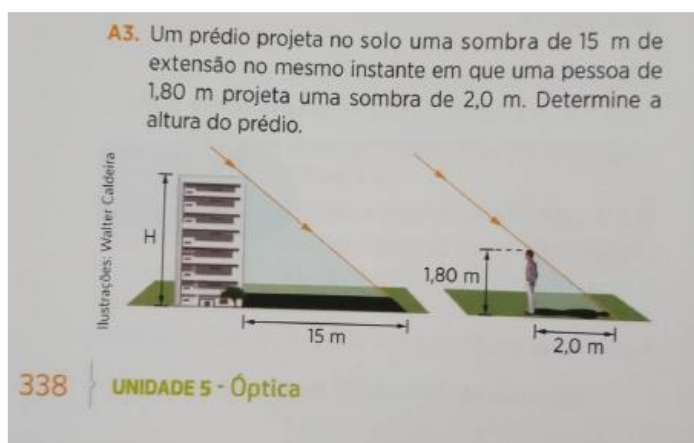 A3. Um prédio projeta no solo uma sombra de 15 m de
extensão no mesmo instante em que uma pessoa de
1,80 m projeta uma sombra de 2,0 m. Determine a
altura do prédio.
Ilustrações: Walter Caldeira
H
15 m
1,80 m
2,0 m
338 UNIDADE 5 - Óptica